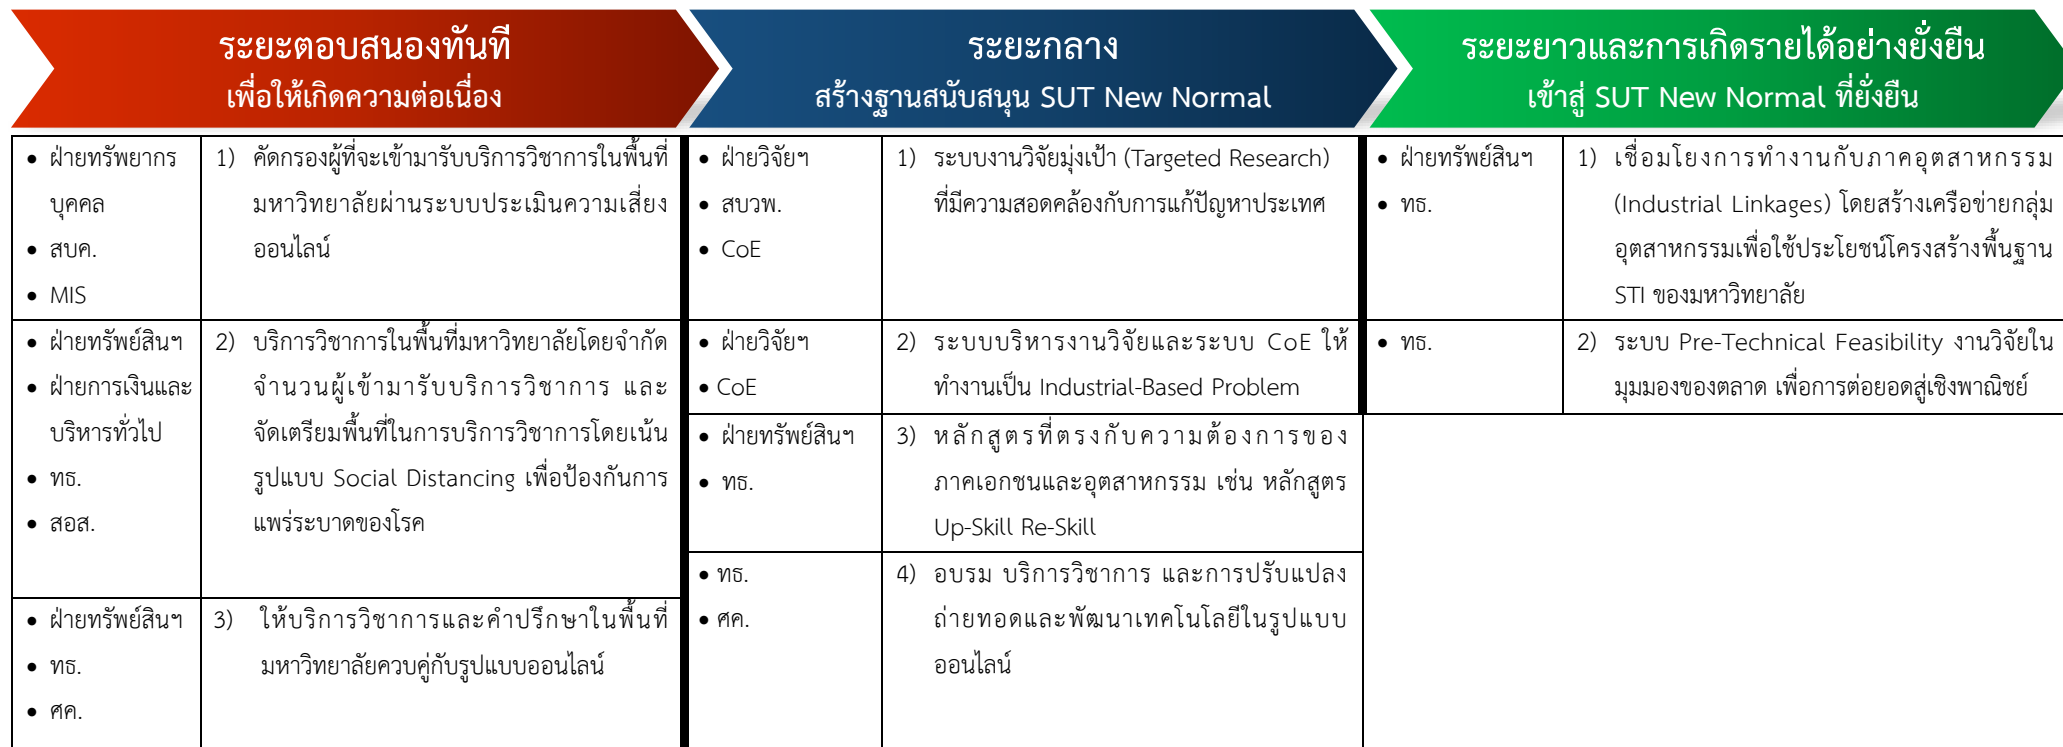 ระยะตอบสนองทันที
เพื่อให้เกิดความต่อเนื่อง
ระยะกลาง
สร้างฐานสนับสนุน SUT New Normal
ระยะยาวและการเกิดรายได้อย่างยั่งยืน
เข้าสู่ SUT New Normal ที่ยั่งยืน
• ฝ่ายทรัพยากร
บุคคล
• สบค.
• MIS
1) คัดกรองผู้ที่จะเข้ามารับบริการวิชาการในพื้นที่
มหาวิทยาลัยผ่านระบบประเมินความเสี่ยง
ออนไลน์
• ฝ่ายทรัพย์สินฯ
• ฝ่ายการเงินและ
บริหารทั่วไป
• ทธ.
• สอส.
2) บริการวิชาการในพื้นที่มหาวิทยาลัยโดยจำกัด
จำนวนผู้เข้ามารับบริการวิชาการ และ
จัดเตรียมพื้นที่ในการบริการวิชาการโดยเน้น
รูปแบบ Social Distancing เพื่อป้องกันการ
แพร่ระบาดของโรค
• ฝ่ายทรัพย์สินฯ
• ทธ.
• ศค.
3) ให้บริการวิชาการและคำปรึกษาในพื้นที่
มหาวิทยาลัยควบคู่กับรูปแบบออนไลน์
• ฝ่ายวิจัยฯ
• สบวพ.
• CoE
1) ระบบงานวิจัยมุ่งเป้า (Targeted Research)
ที่มีความสอดคล้องกับการแก้ปัญหาประเทศ
• ฝ่ายวิจัยฯ
• CoE
2) ระบบบริหารงานวิจัยและระบบ CoE ให้
ทำงานเป็น Industrial-Based Problem
• ฝ่ายทรัพย์สินฯ
• ทธ.
3) หลักสูตรที่ตรงกับความต้องการของ
ภาคเอกชนและอุตสาหกรรม เช่น หลักสูตร
Up-Skill Re-Skill
• ทธ.
• ศค.
4) อบรม บริการวิชาการ และการปรับแปลง
ถ่ายทอดและพัฒนาเทคโนโลยีในรูปแบบ
ออนไลน์
• ฝ่ายทรัพย์สินฯ
• ทธ.
1) เชื่อมโยงการทำงานกับภาคอุตสาหกรรม
(Industrial Linkages) โดยสร้างเครือข่ายกลุ่ม
อุตสาหกรรมเพื่อใช้ประโยชน์โครงสร้างพื้นฐาน
STI ของมหาวิทยาลัย
• ทธ.
2) ระบบ Pre-Technical Feasibility งานวิจัยใน
มุมมองของตลาด เพื่อการต่อยอดสู่เชิงพาณิชย์